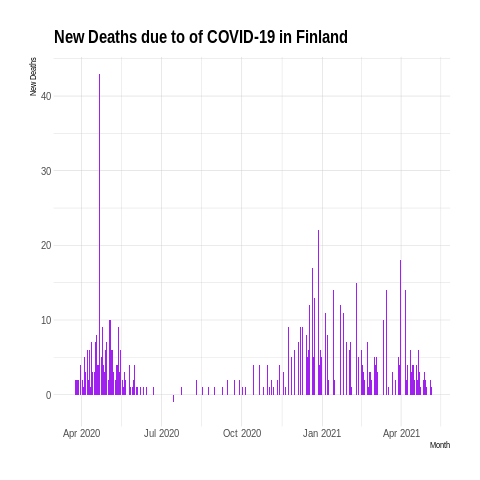 New Deaths due to of COVID-19 in Finland
New Deaths
40
30
20
10
0
Apr 2020 Jul 2020 Oct 2020 Jan 2021 Apr 2021
Month